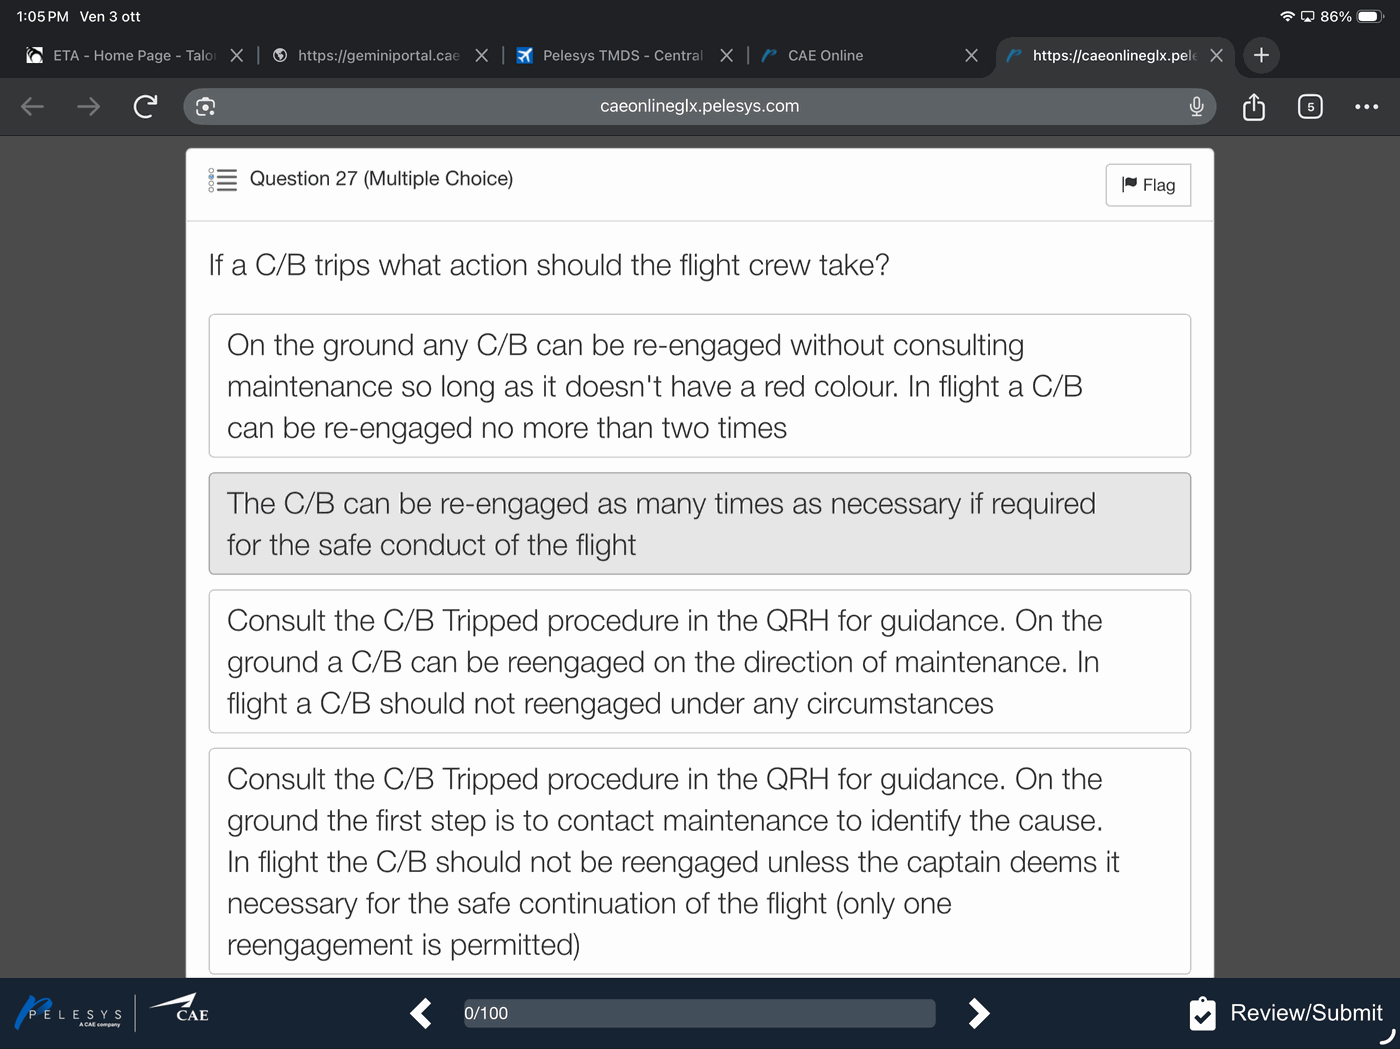 1:05 PM Ven 3 ott
86%
ETA - Home Page - Talo
https://geminiportal.cae
Pelesys TMDS - Central
CAE Online
https://caeonlineglx.pele
caeonlineglx.pelesys.com
5
Question 27 (Multiple Choice)
Flag
If a C/B trips what action should the flight crew take?
On the ground any C/B can be re-engaged without consulting
maintenance so long as it doesn't have a red colour. In flight a C/B
can be re-engaged no more than two times
The C/B can be re-engaged as many times as necessary if required
for the safe conduct of the flight
Consult the C/B Tripped procedure in the QRH for guidance. On the
ground a C/B can be reengaged on the direction of maintenance. In
flight a C/B should not reengaged under any circumstances
Consult the C/B Tripped procedure in the QRH for guidance. On the
ground the first step is to contact maintenance to identify the cause.
In flight the C/B should not be reengaged unless the captain deems it
necessary for the safe continuation of the flight (only one
reengagement is permitted)
PELESYS
A CAE company
CAE
0/100
Review/Submit